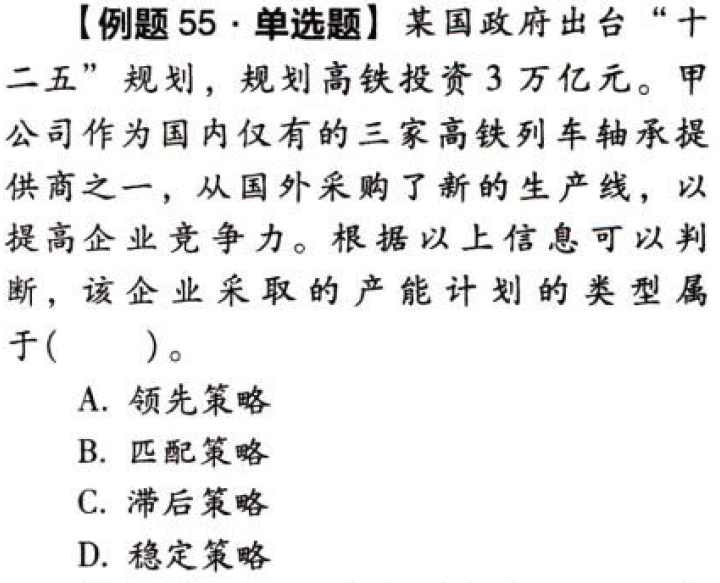 【例题 55 · 单选题】某国政府出台“十
二五”规划，规划高铁投资 3 万亿元。甲
公司作为国内仅有的三家高铁列车轴承提
供商之一，从国外采购了新的生产线，以
提高企业竞争力。根据以上信息可以判
断，该企业采取的产能计划的类型属
于(　　)。
A. 领先策略
B. 匹配策略
C. 滞后策略
D. 稳定策略